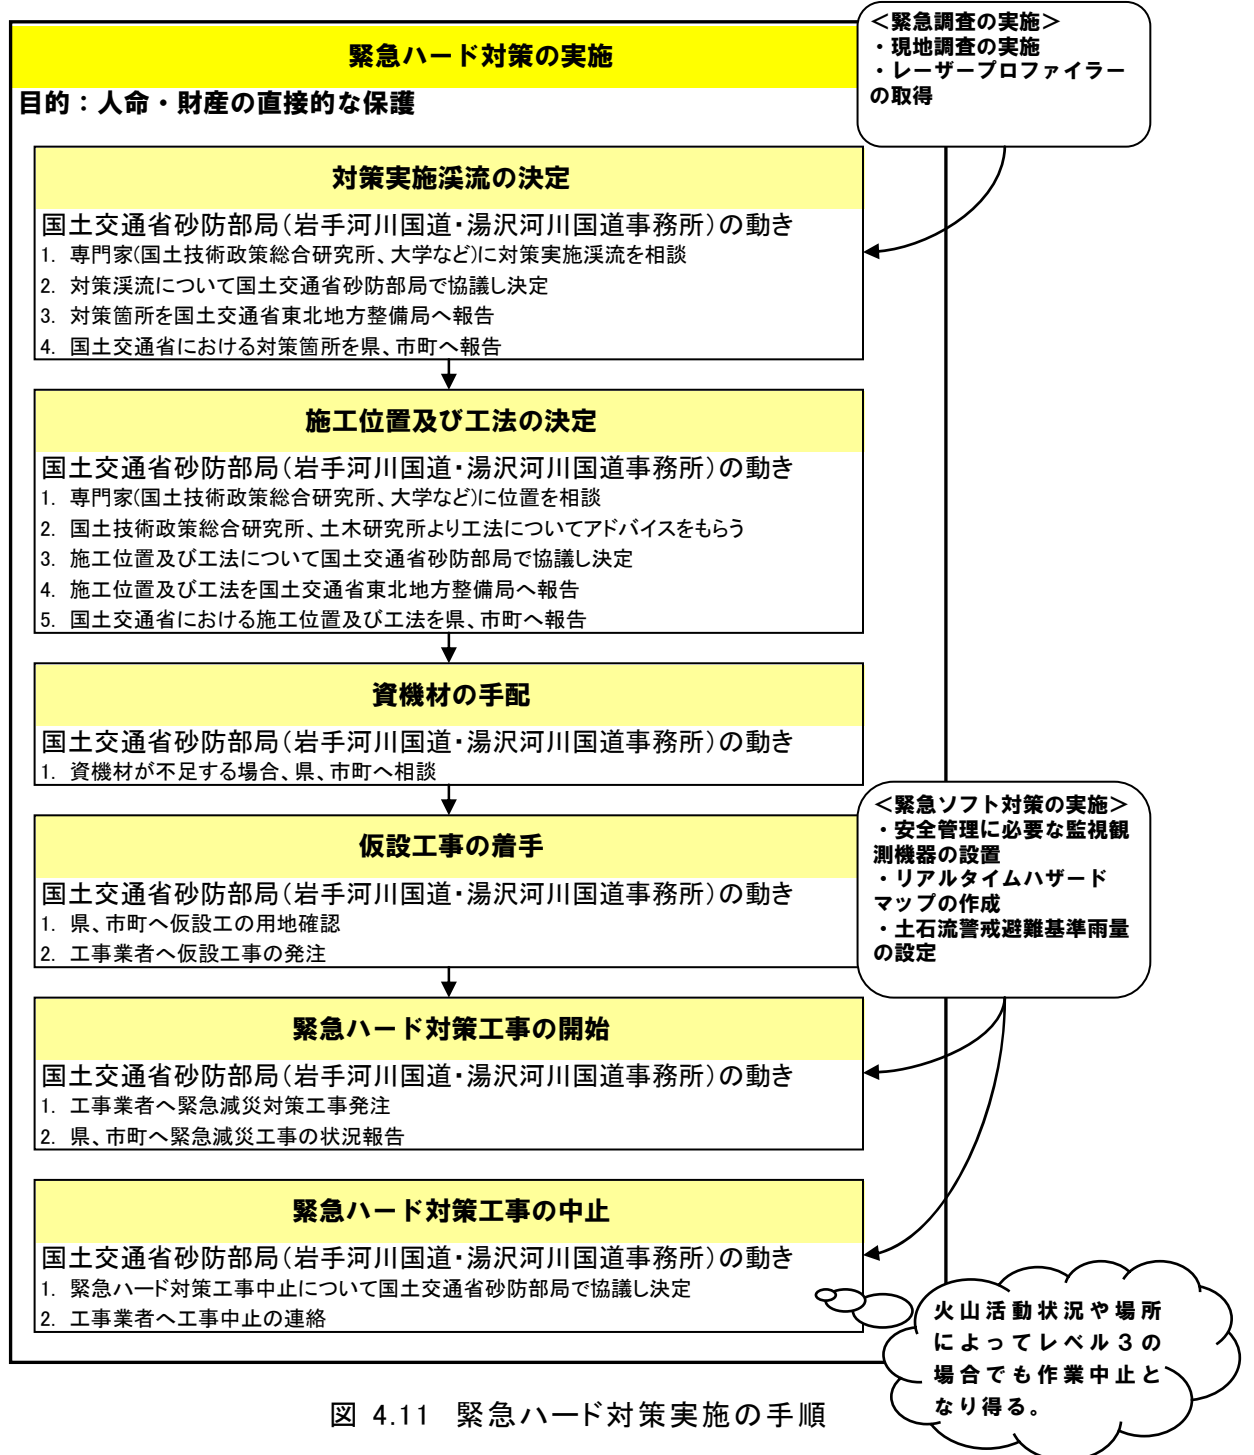 緊急ハード対策の実施
目的：人命・財産の直接的な保護
＜緊急調査の実施＞
・現地調査の実施
・レーザープロファイラー
の取得
対策実施渓流の決定
国土交通省砂防部局（岩手河川国道・湯沢河川国道事務所）の動き
1. 専門家(国土技術政策総合研究所、大学など)に対策実施渓流を相談
2. 対策渓流について国土交通省砂防部局で協議し決定
3. 対策箇所を国土交通省東北地方整備局へ報告
4. 国土交通省における対策箇所を県、市町へ報告
施工位置及び工法の決定
国土交通省砂防部局（岩手河川国道・湯沢河川国道事務所）の動き
1. 専門家(国土技術政策総合研究所、大学など)に位置を相談
2. 国土技術政策総合研究所、土木研究所より工法についてアドバイスをもらう
3. 施工位置及び工法について国土交通省砂防部局で協議し決定
4. 施工位置及び工法を国土交通省東北地方整備局へ報告
5. 国土交通省における施工位置及び工法を県、市町へ報告
資機材の手配
国土交通省砂防部局（岩手河川国道・湯沢河川国道事務所）の動き
1. 資機材が不足する場合、県、市町へ相談
仮設工事の着手
国土交通省砂防部局（岩手河川国道・湯沢河川国道事務所）の動き
1. 県、市町へ仮設工の用地確認
2. 工事業者へ仮設工事の発注
＜緊急ソフト対策の実施＞
・安全管理に必要な監視観
測機器の設置
・リアルタイムハザード
マップの作成
・土石流警戒避難基準雨量
の設定
緊急ハード対策工事の開始
国土交通省砂防部局（岩手河川国道・湯沢河川国道事務所）の動き
1. 工事業者へ緊急減災対策工事発注
2. 県、市町へ緊急減災工事の状況報告
緊急ハード対策工事の中止
国土交通省砂防部局（岩手河川国道・湯沢河川国道事務所）の動き
1. 緊急ハード対策工事中止について国土交通省砂防部局で協議し決定
2. 工事業者へ工事中止の連絡
火山活動状況や場所
によってレベル３の
場合でも作業中止と
なり得る。
図 4.11 緊急ハード対策実施の手順